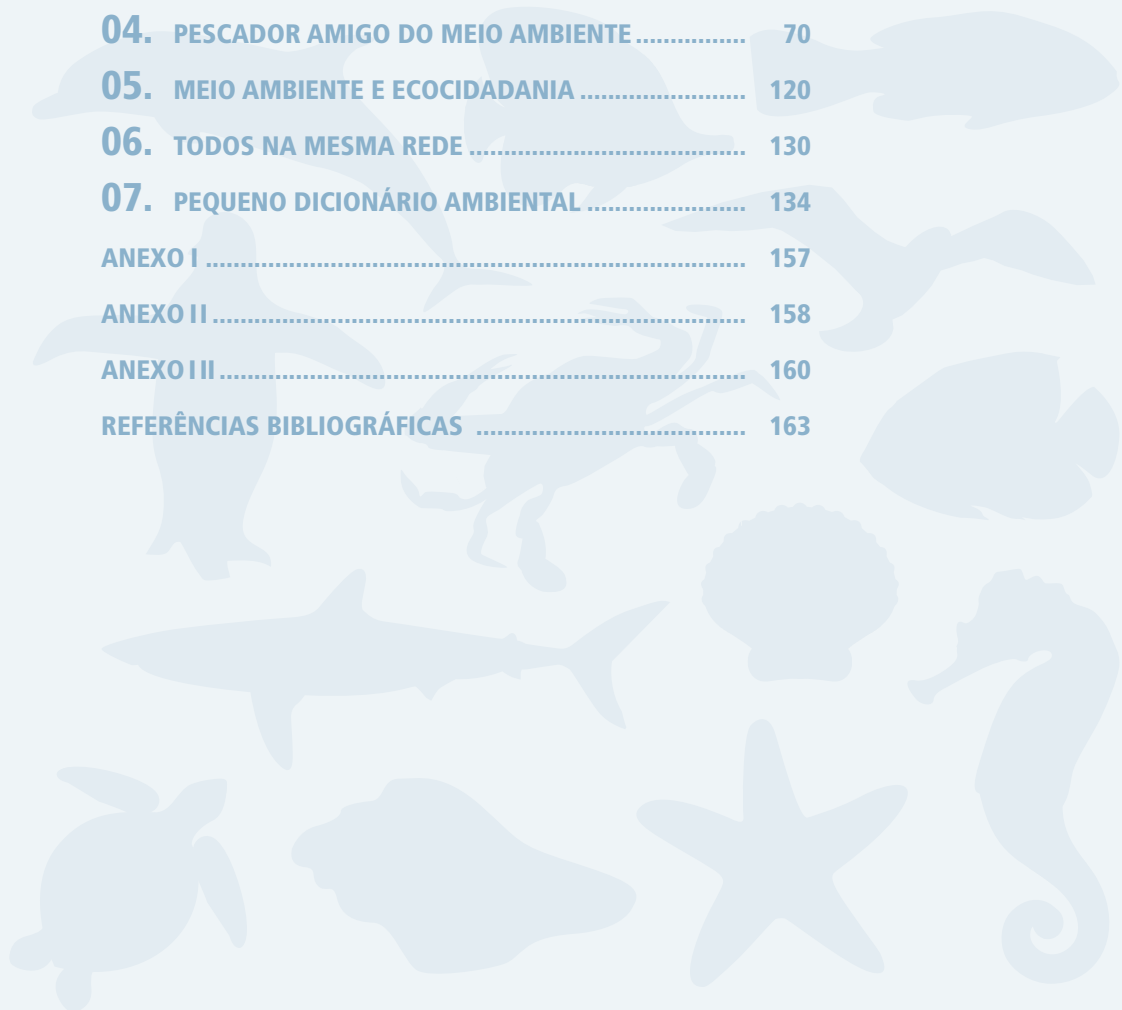 04. PESCADOR AMIGO DO MEIO AMBIENTE ................ 70
05. MEIO AMBIENTE E ECOCIDADANIA ........................ 120
06. TODOS NA MESMA REDE ........................................ 130
07. PEQUENO DICIONÁRIO AMBIENTAL ....................... 134
ANEXO I .............................................................................. 157
ANEXO I I ............................................................................. 158
ANEXO I II ............................................................................ 160
REFERÊNCIAS BIBLIOGRÁFICAS ....................................... 163